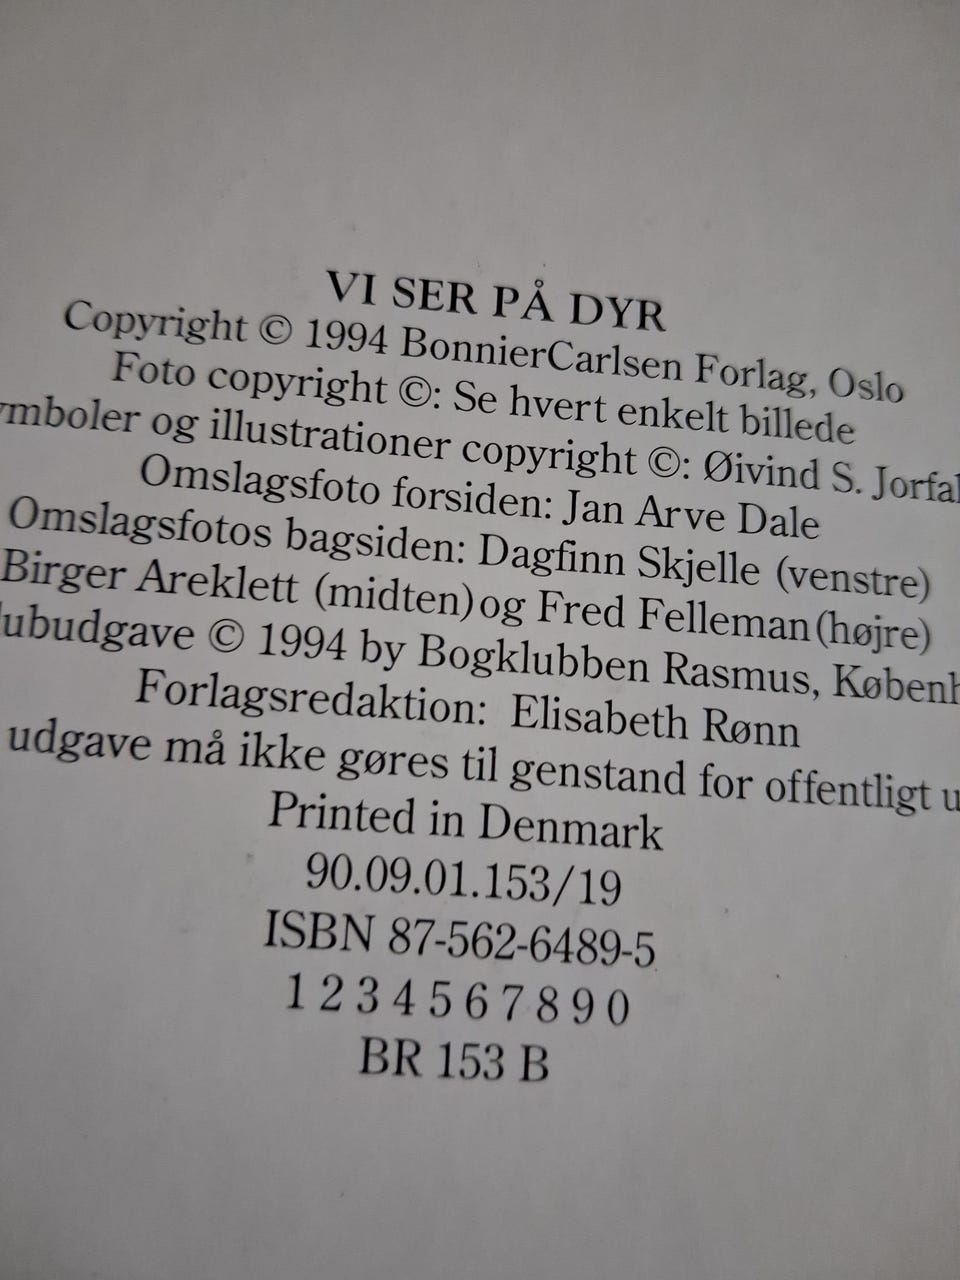 VI SER PÅ DYR
Copyright © 1994 BonnierCarlsen Forlag, Oslo
Foto copyright ©: Se hvert enkelt billede
mboler og illustrationer copyright ©: Øivind S. Jorfal
Omslagsfoto forsiden: Jan Arve Dale
Omslagsfotos bagsiden: Dagfinn Skjelle (venstre)
Birger Areklett (midten) og Fred Felleman (højre)
ubudgave © 1994 by Bogklubben Rasmus, Københ
Forlagsredaktion: Elisabeth Rønn
udgave må ikke gøres til genstand for offentligt u
Printed in Denmark
90.09.01.153/19
ISBN 87-562-6489-5
1 2 3 4 5 6 7 8 9 0
BR 153 B